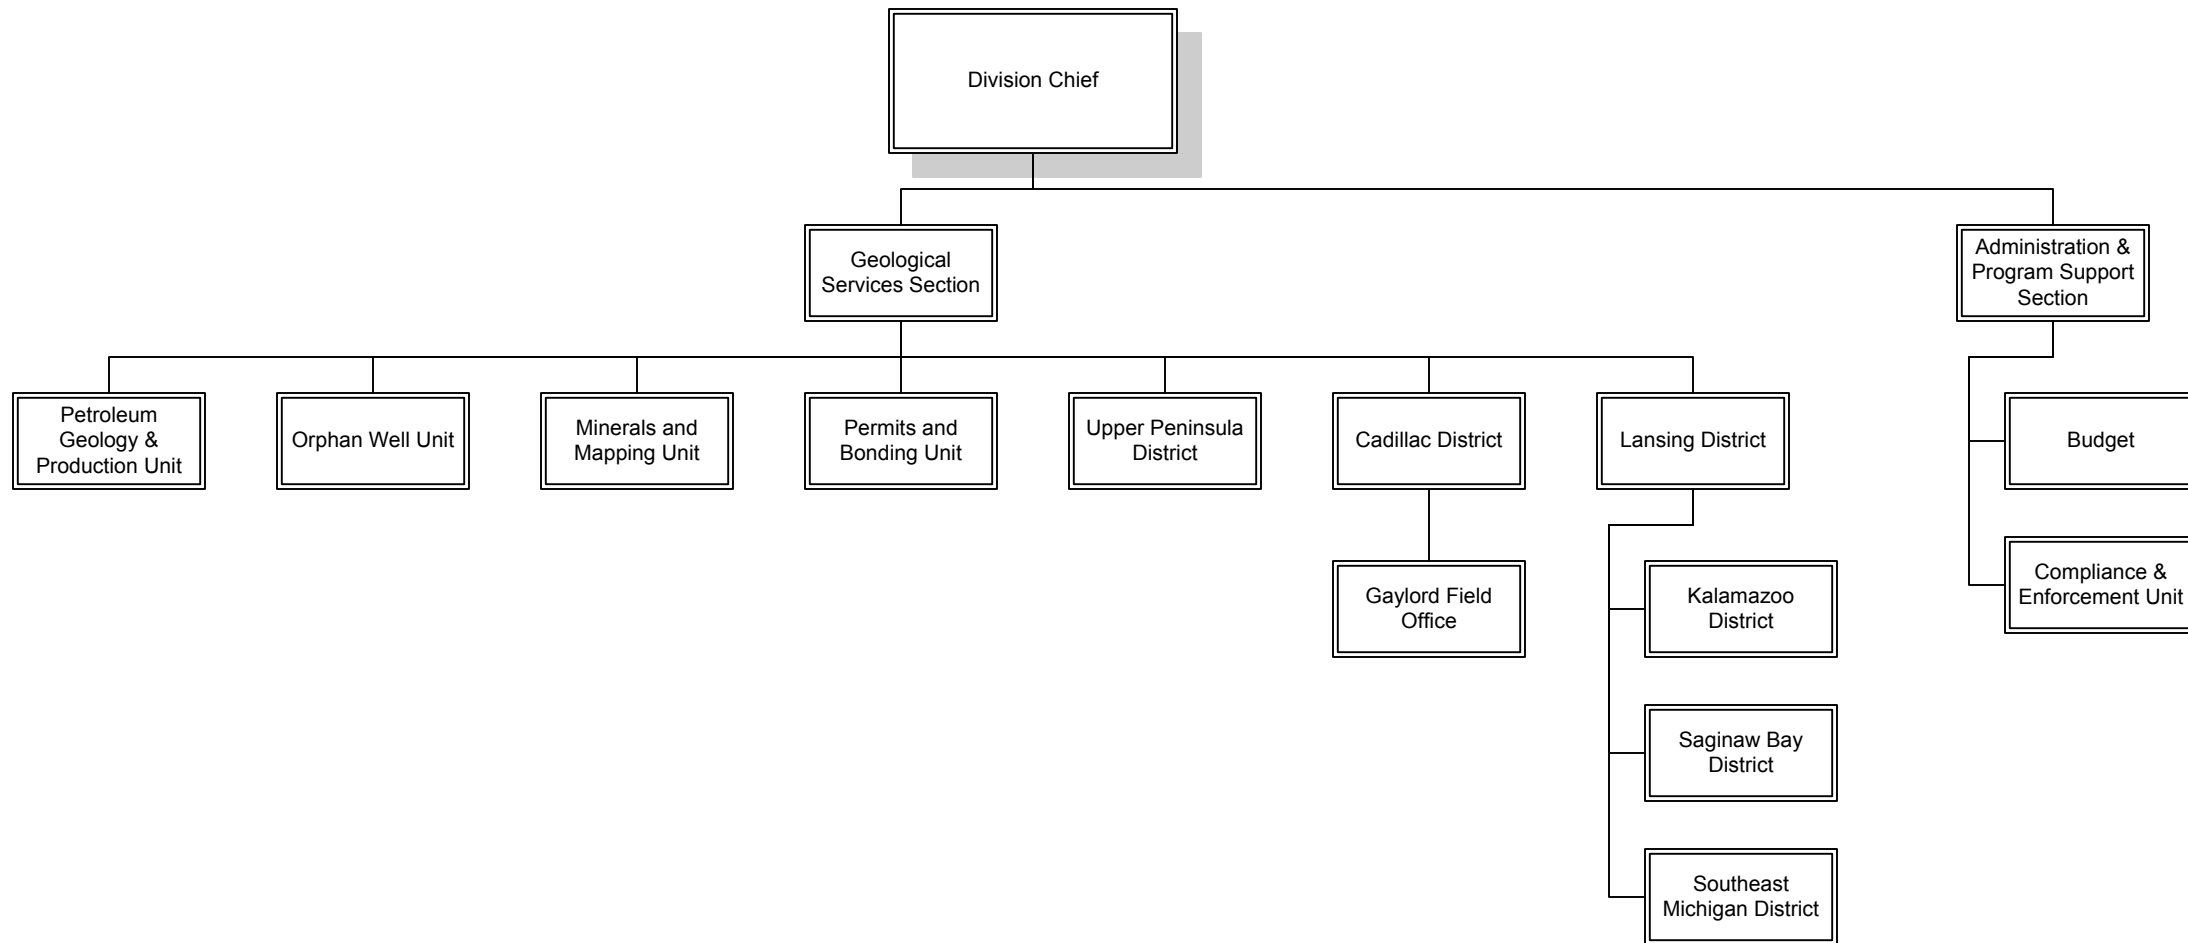 Division Chief
Geological
Services Section
Administration &
Program Support
Section
Petroleum
Geology &
Production Unit
Orphan Well Unit
Minerals and
Mapping Unit
Permits and
Bonding Unit
Upper Peninsula
District
Cadillac District
Lansing District
Budget
Gaylord Field
Office
Kalamazoo
District
Compliance &
Enforcement Unit
Saginaw Bay
District
Southeast
Michigan District